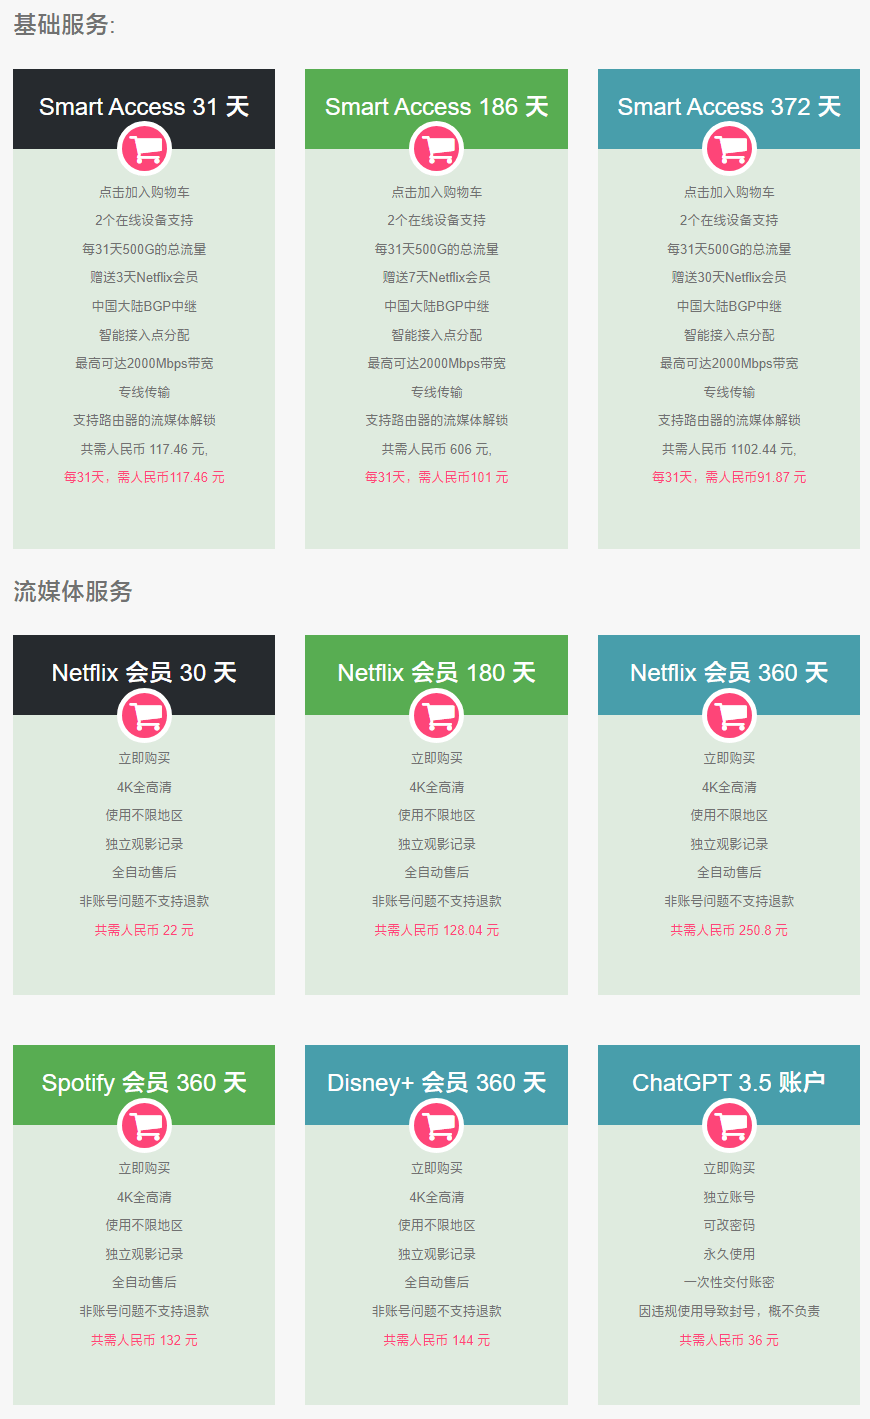 基础服务:
Smart Access 31 天
点击加入购物车
2个在线设备支持
每31天500G的总流量
赠送3天Netflix会员
中国大陆BGP中继
智能接入点分配
最高可达2000Mbps带宽
专线传输
支持路由器的流媒体解锁
共需人民币 117.46 元,
每31天，需人民币117.46 元
Smart Access 186 天
点击加入购物车
2个在线设备支持
每31天500G的总流量
赠送7天Netflix会员
中国大陆BGP中继
智能接入点分配
最高可达2000Mbps带宽
专线传输
支持路由器的流媒体解锁
共需人民币 606 元,
每31天，需人民币101 元
Smart Access 372 天
点击加入购物车
2个在线设备支持
每31天500G的总流量
赠送30天Netflix会员
中国大陆BGP中继
智能接入点分配
最高可达2000Mbps带宽
专线传输
支持路由器的流媒体解锁
共需人民币 1102.44 元,
每31天，需人民币91.87 元
流媒体服务
Netflix 会员 30 天
立即购买
4K全高清
使用不限地区
独立观影记录
全自动售后
非账号问题不支持退款
共需人民币 22 元
Netflix 会员 180 天
立即购买
4K全高清
使用不限地区
独立观影记录
全自动售后
非账号问题不支持退款
共需人民币 128.04 元
Netflix 会员 360 天
立即购买
4K全高清
使用不限地区
独立观影记录
全自动售后
非账号问题不支持退款
共需人民币 250.8 元
Spotify 会员 360 天
立即购买
4K全高清
使用不限地区
独立观影记录
全自动售后
非账号问题不支持退款
共需人民币 132 元
Disney+ 会员 360 天
立即购买
4K全高清
使用不限地区
独立观影记录
全自动售后
非账号问题不支持退款
共需人民币 144 元
ChatGPT 3.5 账户
立即购买
独立账号
可改密码
永久使用
一次性交付账密
因违规使用导致封号，概不负责
共需人民币 36 元